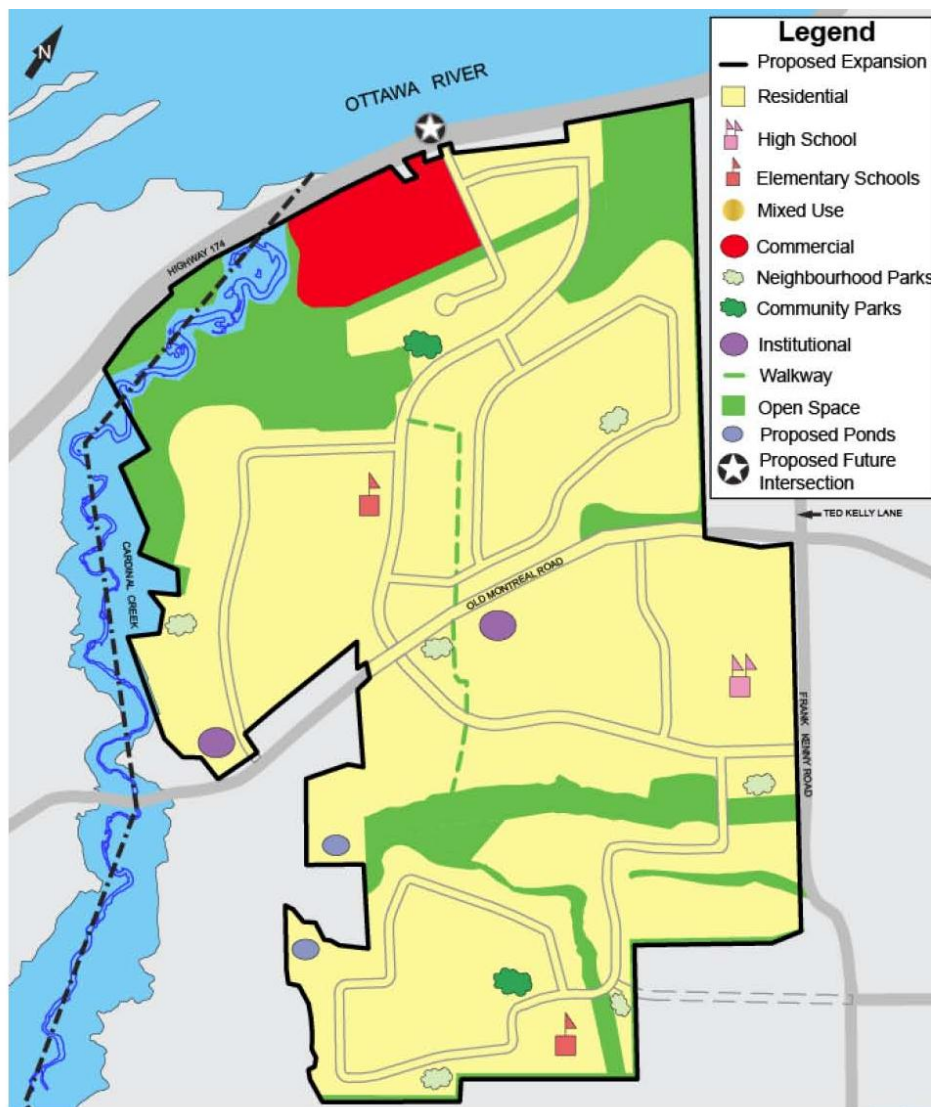 N
OTTAWA RIVER
HIGHWAY 174
CARDINAL CREEK
OLD MONTREAL ROAD
TED KELLY LANE
FRANK KENNY ROAD
Legend
Proposed Expansion
Residential
High School
Elementary Schools
Mixed Use
Commercial
Neighbourhood Parks
Community Parks
Institutional
Walkway
Open Space
Proposed Ponds
Proposed Future
Intersection